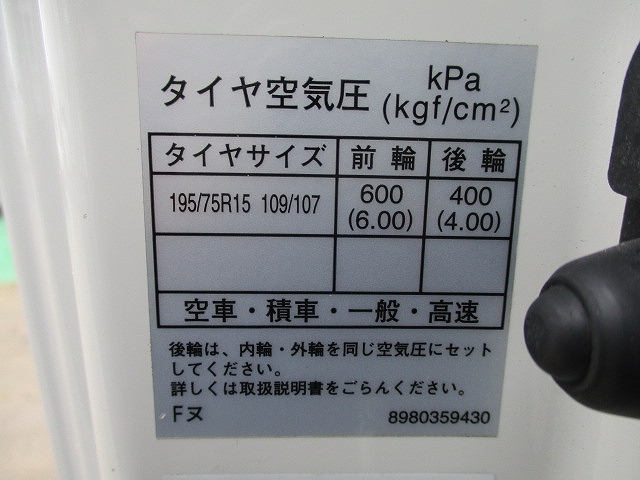 タイヤ空気圧 kPa
(kgf/cm²)
タイヤサイズ 前輪 後輪
195/75R15 109/107 600 400
(6.00) (4.00)
空車・積車・一般・高速
後輪は、内輪・外輪を同じ空気圧にセット
してください。
詳しくは取扱説明書をごらんください。
Fヌ 8980359430